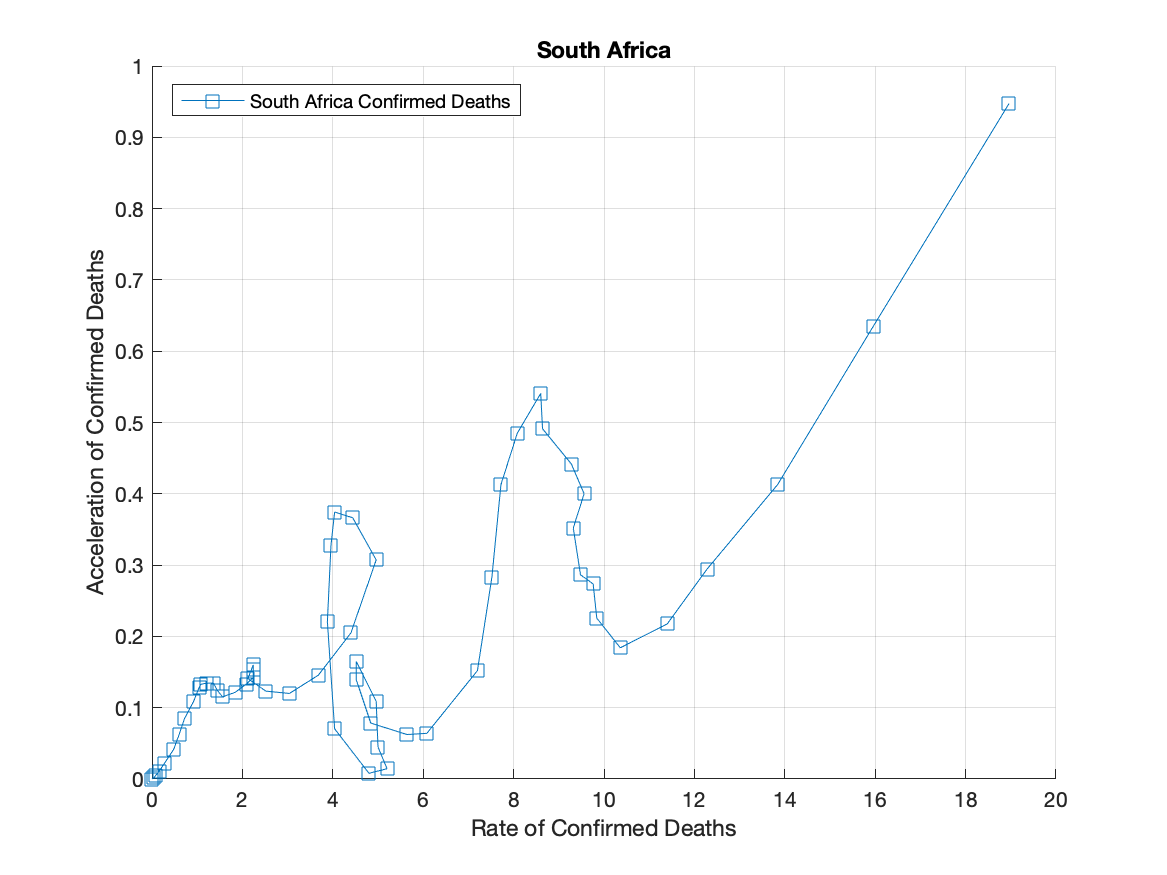 South Africa
South Africa Confirmed Deaths
1
0.9
0.8
0.7
0.6
0.5
0.4
0.3
0.2
0.1
0
Acceleration of Confirmed Deaths
0 2 4 6 8 10 12 14 16 18 20
Rate of Confirmed Deaths